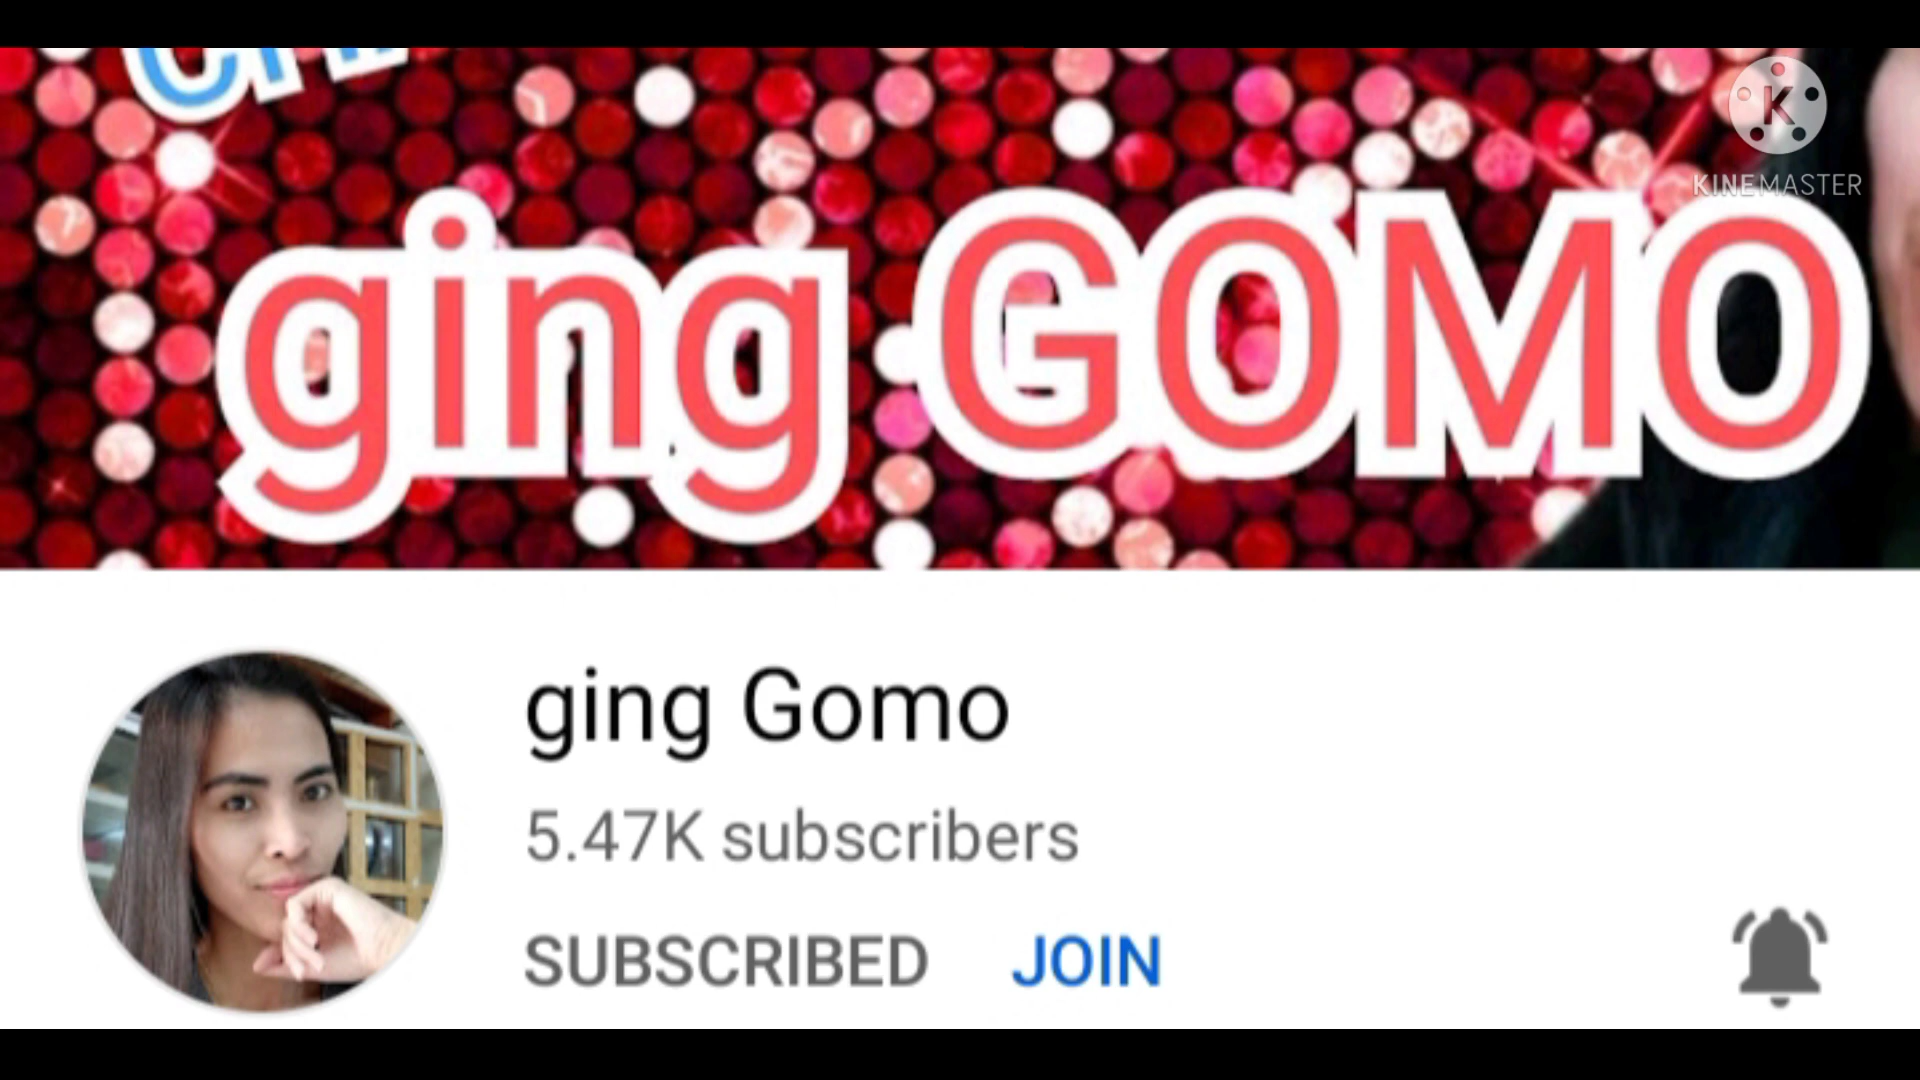 K
KINEMASTER
ging GOMO
ging Gomo
5.47K subscribers
SUBSCRIBED JOIN